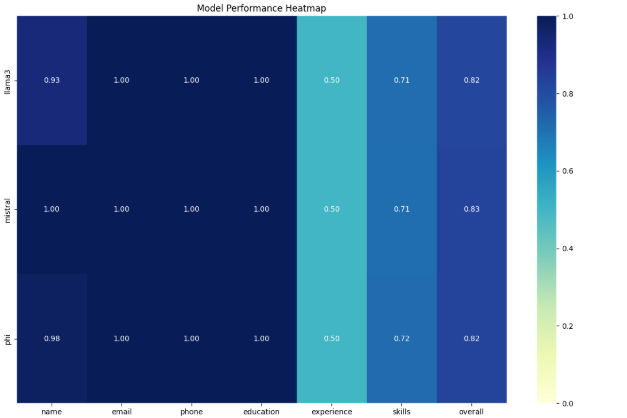 Model Performance Heatmap
llama3 0.93 1.00 1.00 1.00 0.50 0.71 0.82
mistral 1.00 1.00 1.00 1.00 0.50 0.71 0.83
phi 0.98 1.00 1.00 1.00 0.50 0.72 0.82
name email phone education experience skills overall
1.0
0.8
0.6
0.4
0.2
0.0